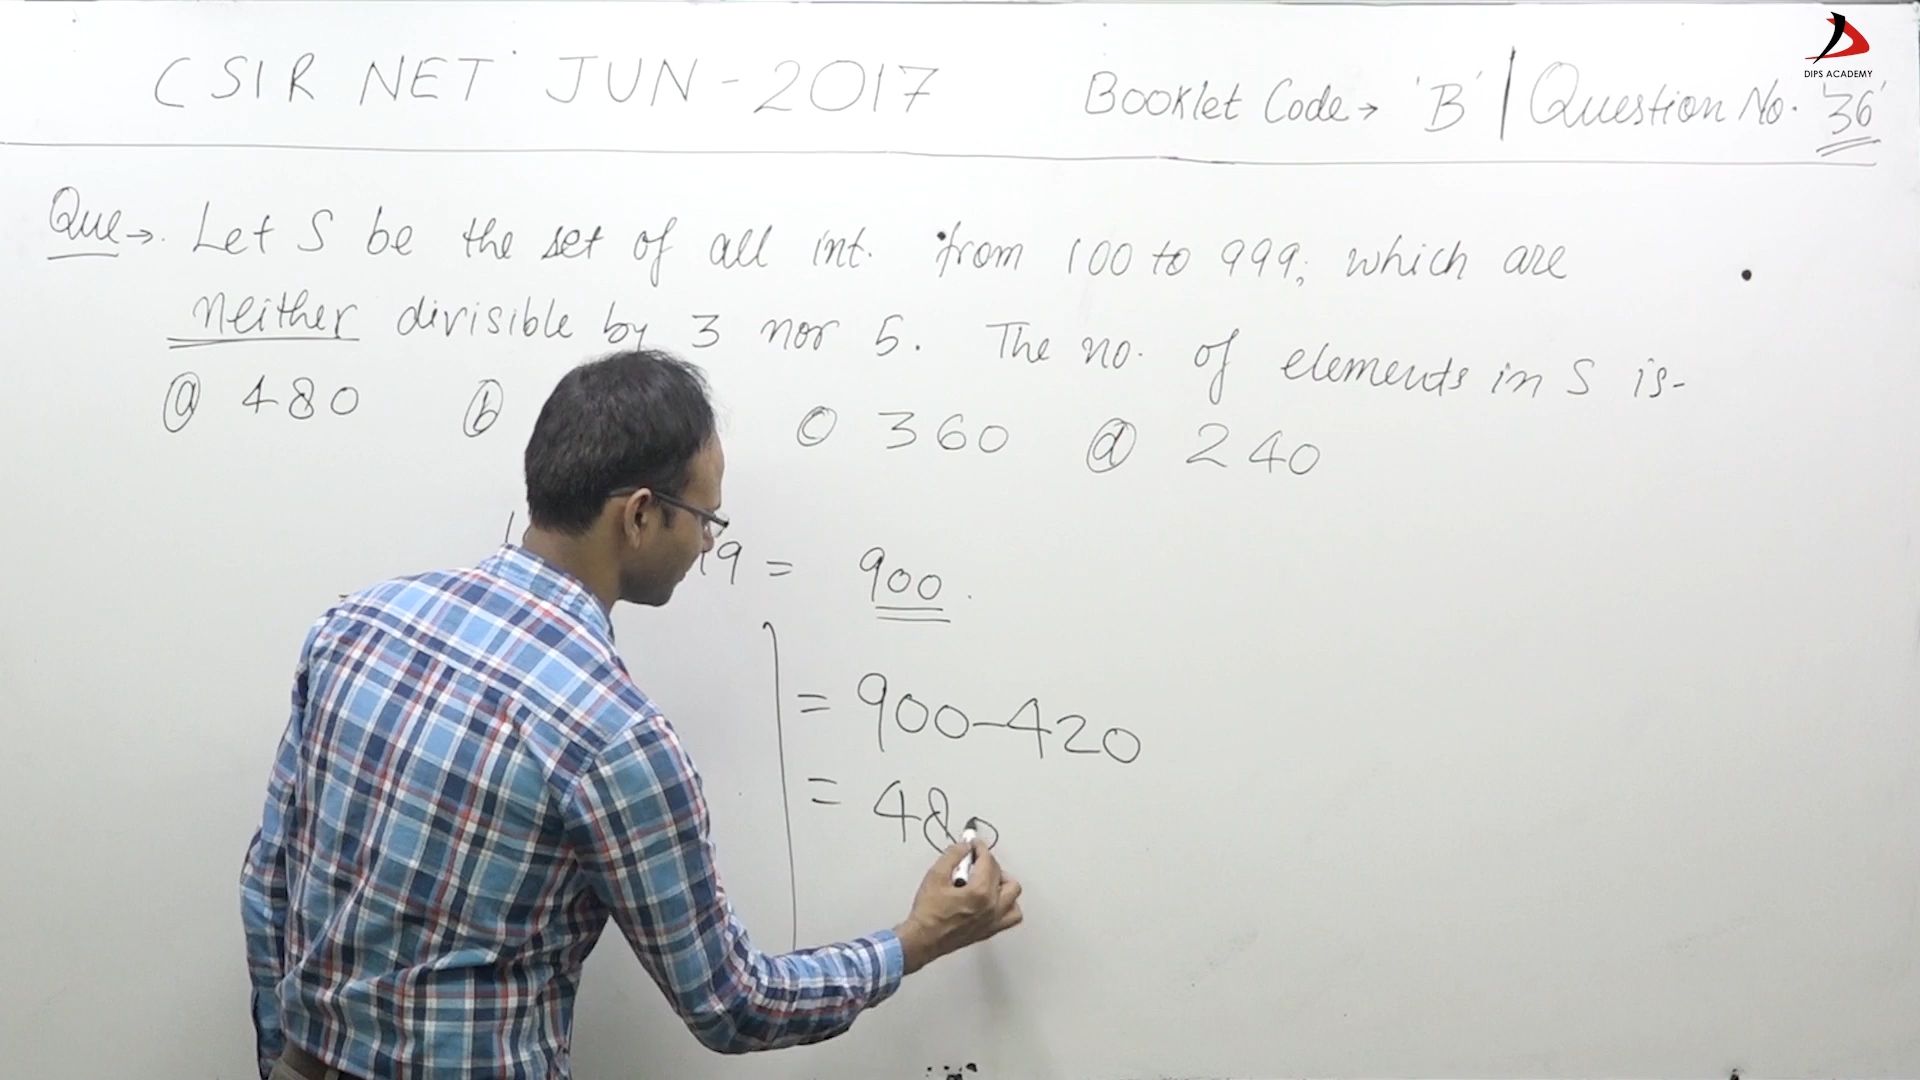 CSIR NET JUN-2017 Booklet Code→ 'B' | Question No. '36'
DIPS ACADEMY
Que→. Let S be the set of all int. from 100 to 999; which are
neither divisible by 3 nor 5. The no. of elements in S is-
ⓐ 480 ⓑ ⓒ 360 ⓓ 240
99 = 900
= 900-420
= 480